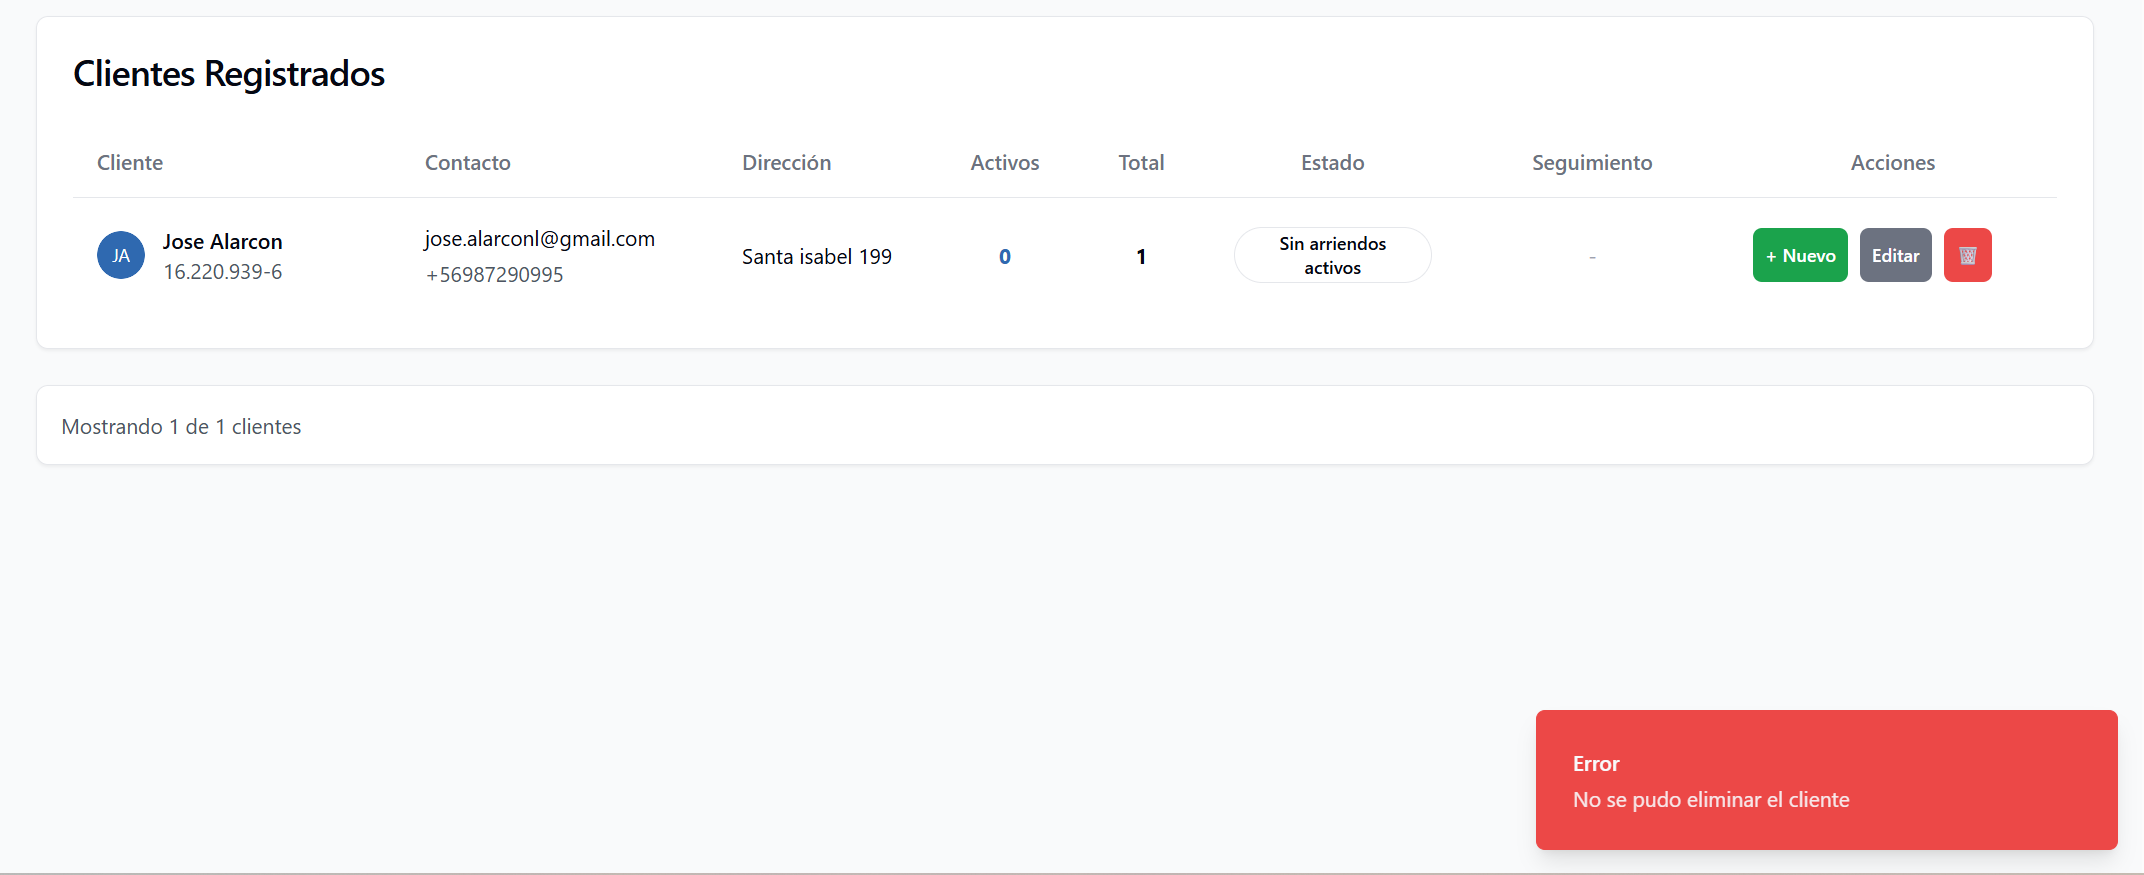 Clientes Registrados
Cliente Contacto Dirección Activos Total Estado Seguimiento Acciones
JA
Jose Alarcon
16.220.939-6
jose.alarconl@gmail.com
+56987290995
Santa isabel 199
0
1
Sin arriendos
activos
-
+ Nuevo
Editar
Mostrando 1 de 1 clientes
Error
No se pudo eliminar el cliente